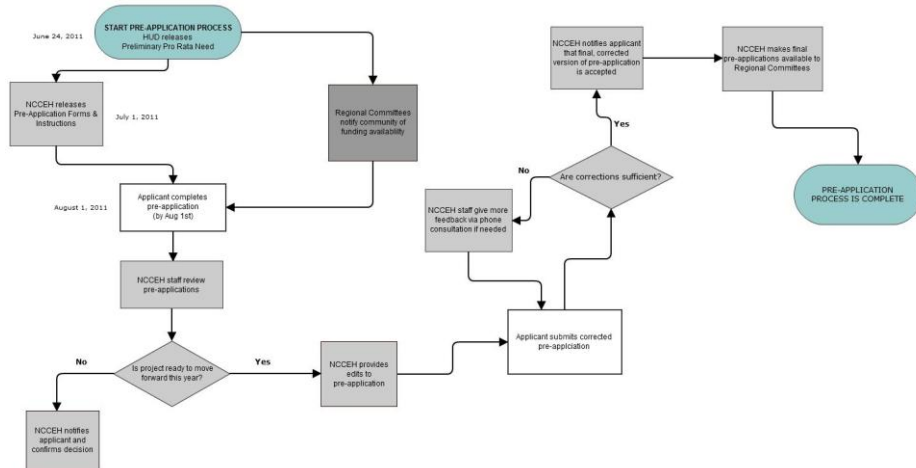 June 24, 2011
START PRE-APPLICATION PROCESS
HUD releases
Preliminary Pro Rata Need
NCCEH releases
Pre-Application Forms &
Instructions
July 1, 2011
Regional Committees
notify community of
funding availability
August 1, 2011
Applicant completes
pre-application
(by Aug 1st)
NCCEH staff review
pre-applications
Is project ready to move
forward this year?
No
Yes
NCCEH notifies
applicant and
confirms decision
NCCEH provides
edits to
pre-application
Applicant submits corrected
pre-applciation
NCCEH staff give more
feedback via phone
consultation if needed
Are corrections sufficient?
No
Yes
NCCEH notifies applicant
that final, corrected
version of pre-application
is accepted
NCCEH makes final
pre-applications available to
Regional Committees
PRE-APPLICATION
PROCESS IS COMPLETE